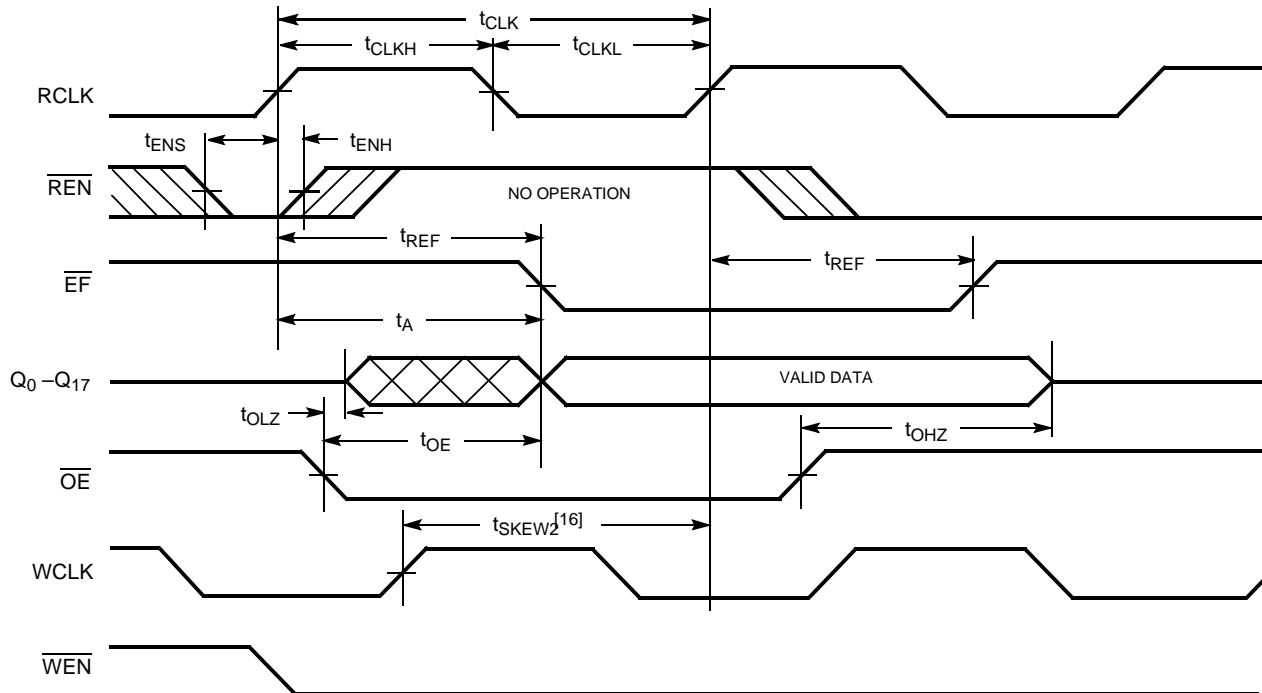 tCLK
tCLKH tCLKL
RCLK
tENS tENH
REN
NO OPERATION
tREF
tREF
EF
tA
Q0 –Q17
VALID DATA
tOLZ
tOE
tOHZ
OE
tSKEW2[16]
WCLK
WEN